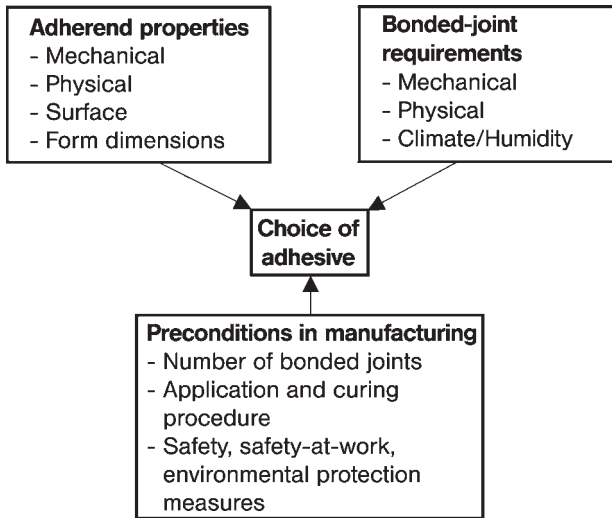 Adherend properties
- Mechanical
- Physical
- Surface
- Form dimensions
Bonded-joint
requirements
- Mechanical
- Physical
- Climate/Humidity
Choice of
adhesive
Preconditions in manufacturing
- Number of bonded joints
- Application and curing
procedure
- Safety, safety-at-work,
environmental protection
measures